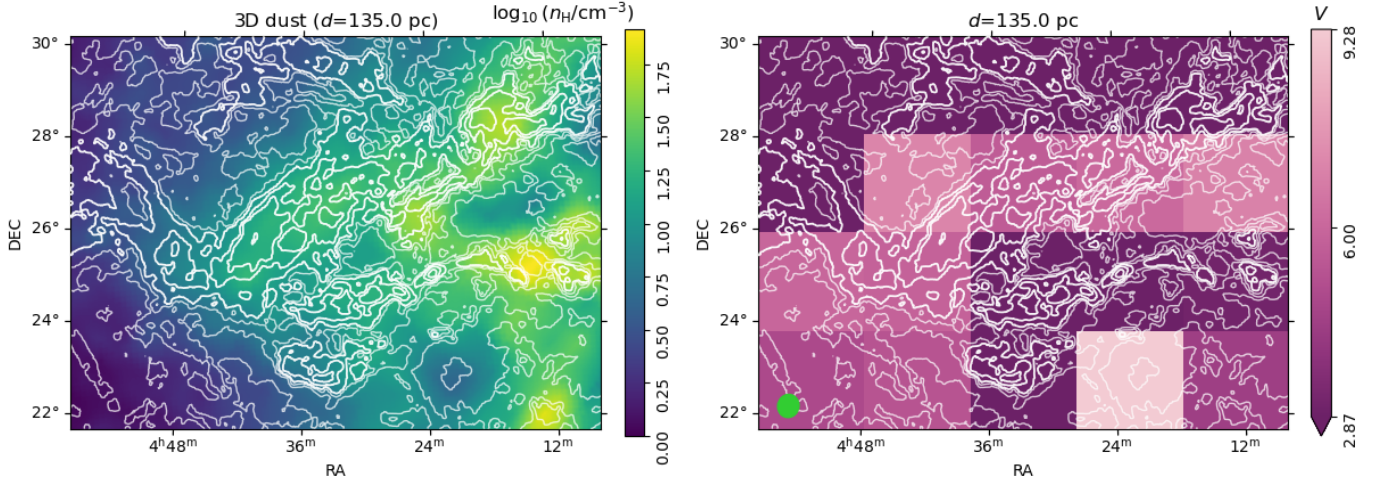 3D dust (d=135.0 pc)
log₁₀ (n_H/cm⁻³)
30°
28°
26°
24°
22°
DEC
4ʰ48ᵐ
36ᵐ
24ᵐ
12ᵐ
RA
1.75
1.50
1.25
1.00
0.75
0.50
0.25
0.00
d=135.0 pc
V
30°
28°
26°
24°
22°
DEC
4ʰ48ᵐ
36ᵐ
24ᵐ
12ᵐ
RA
9.28
6.00
2.87